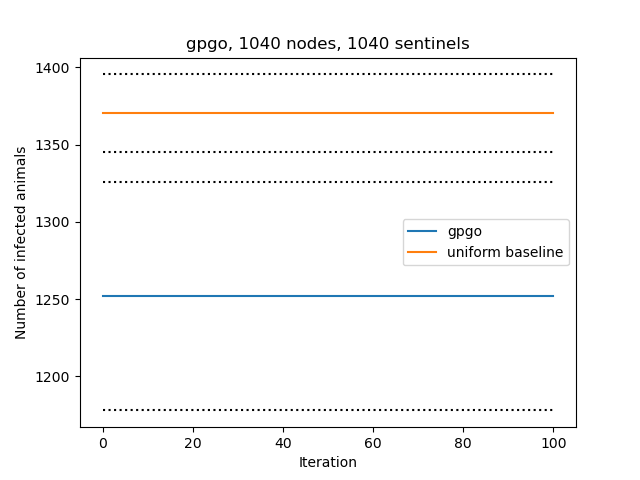 gpgo, 1040 nodes, 1040 sentinels
Number of infected animals
1400
1350
1300
1250
1200
gpgo
uniform baseline
0 20 40 60 80 100
Iteration